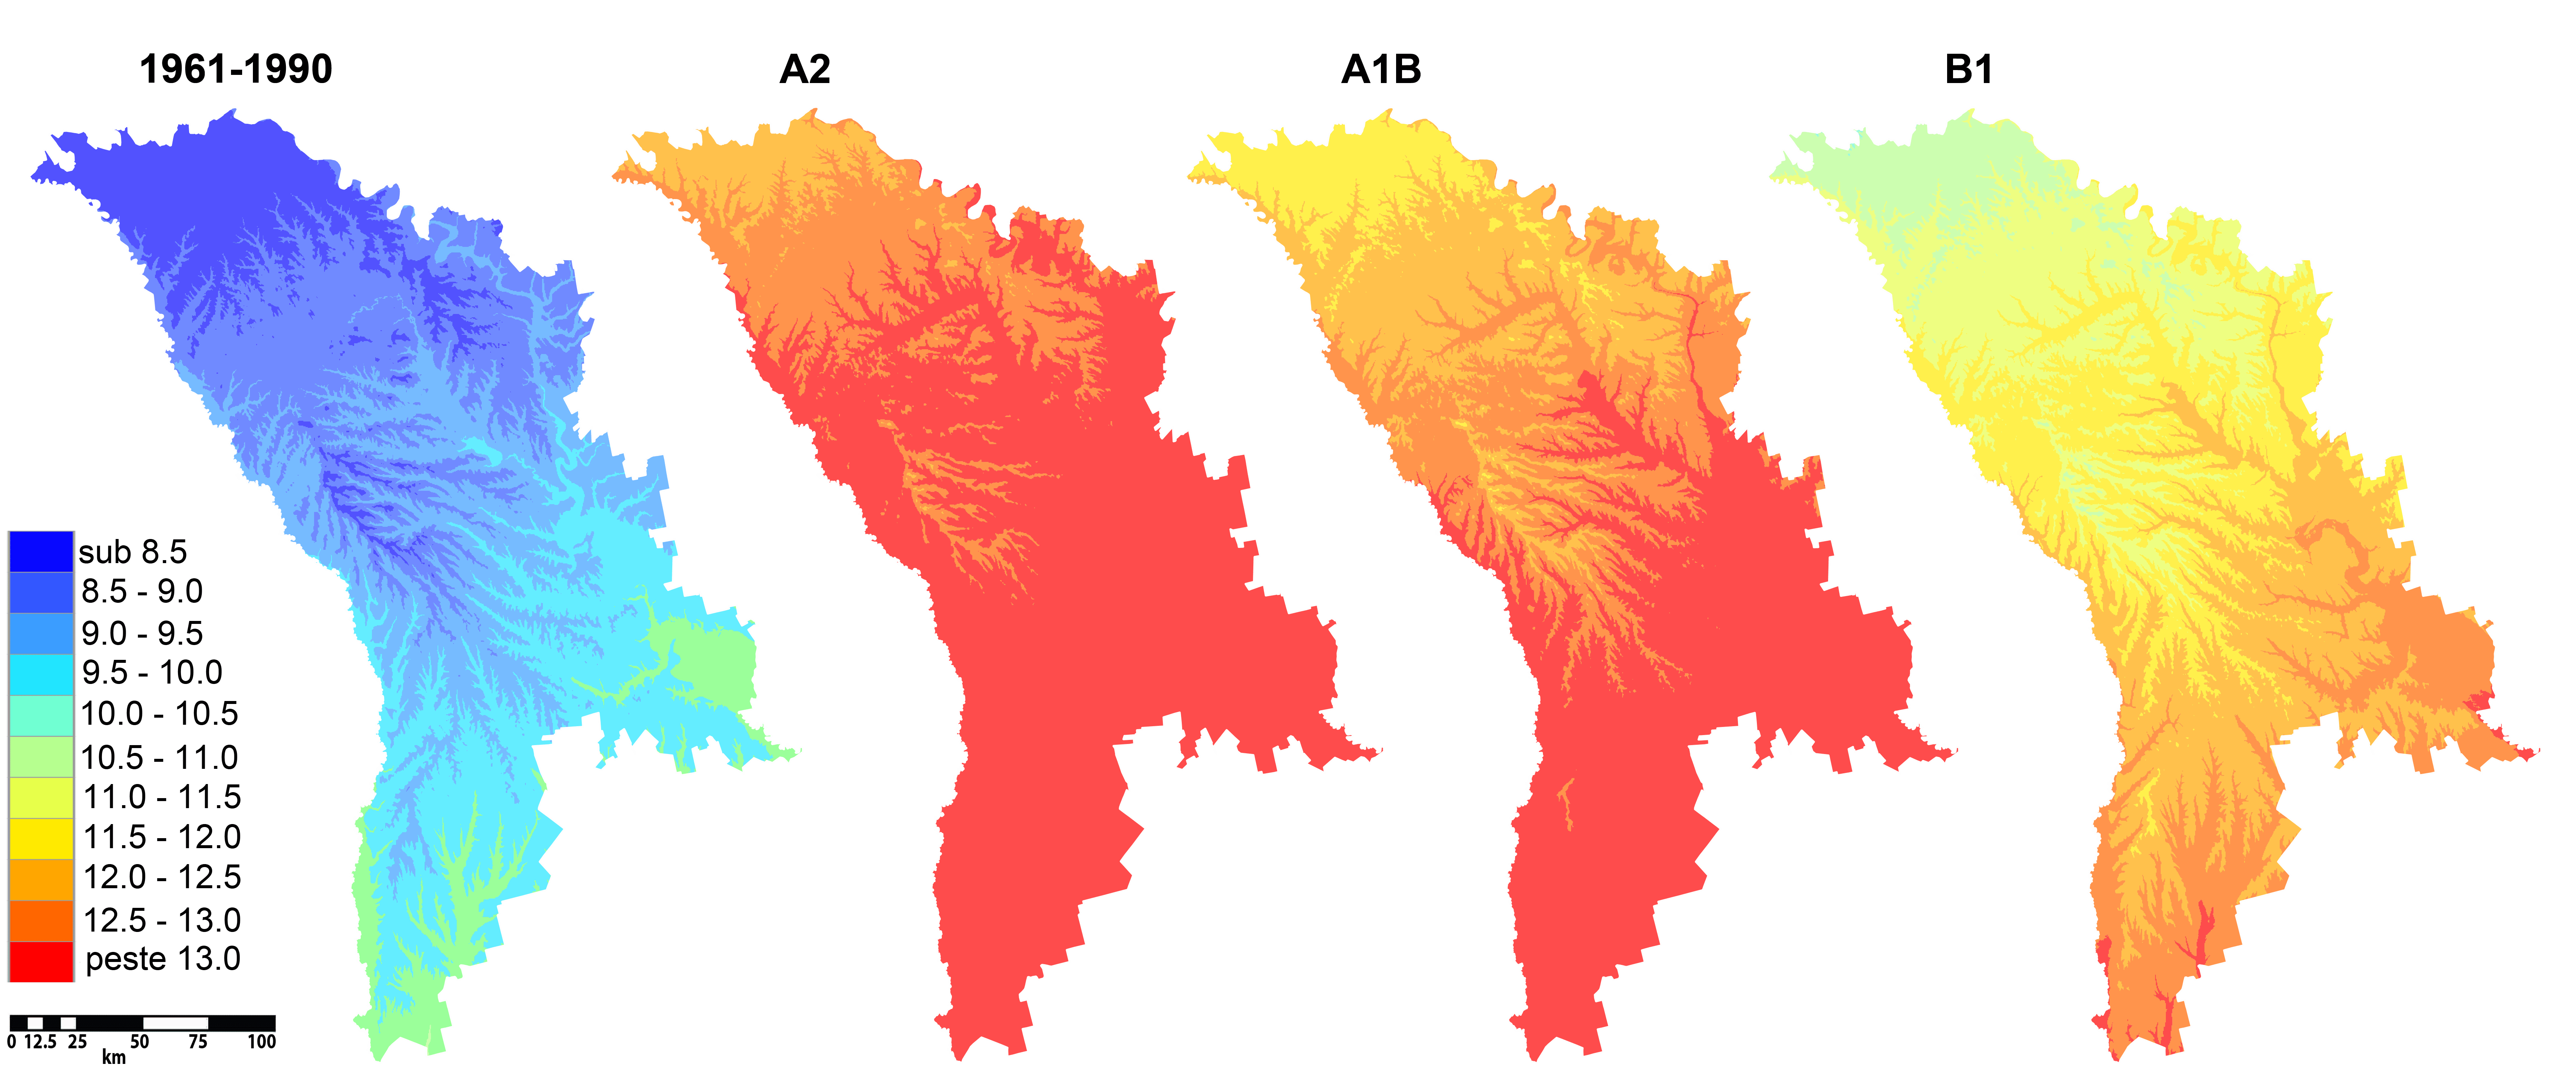 1961-1990
A2
A1B
B1
sub 8.5
8.5 - 9.0
9.0 - 9.5
9.5 - 10.0
10.0 - 10.5
10.5 - 11.0
11.0 - 11.5
11.5 - 12.0
12.0 - 12.5
12.5 - 13.0
peste 13.0
0 12.5 25 50 75 100
km